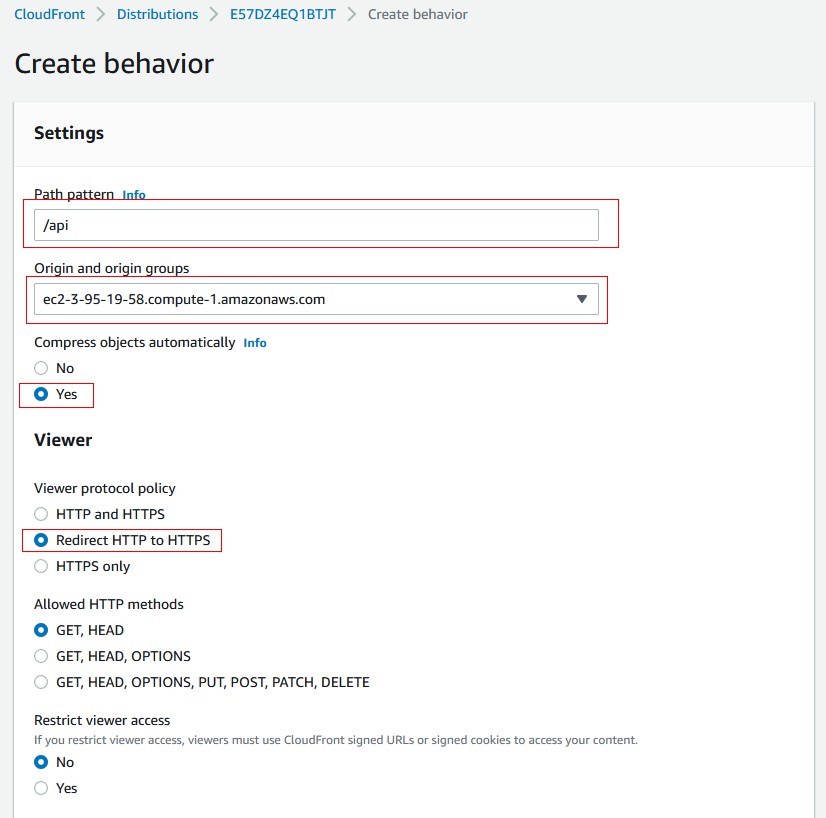 CloudFront > Distributions > E57DZ4EQ1BTJT > Create behavior
Create behavior
Settings
Path pattern Info
/api
Origin and origin groups
ec2-3-95-19-58.compute-1.amazonaws.com
Compress objects automatically Info
No
Yes
Viewer
Viewer protocol policy
HTTP and HTTPS
Redirect HTTP to HTTPS
HTTPS only
Allowed HTTP methods
GET, HEAD
GET, HEAD, OPTIONS
GET, HEAD, OPTIONS, PUT, POST, PATCH, DELETE
Restrict viewer access
If you restrict viewer access, viewers must use CloudFront signed URLs or signed cookies to access your content.
No
Yes